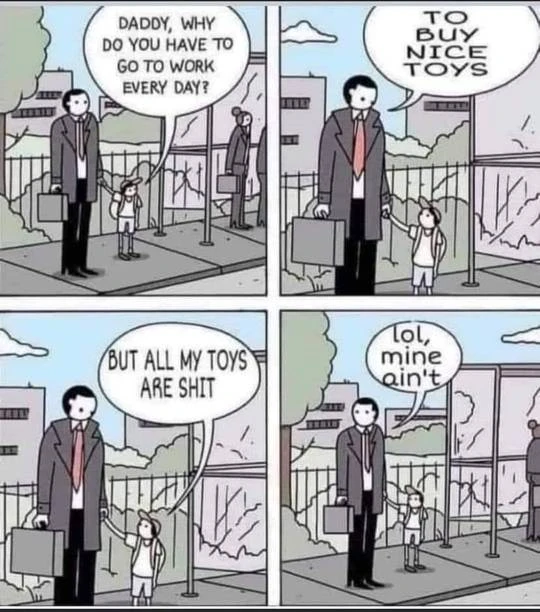 DADDY, WHY
DO YOU HAVE TO
GO TO WORK
EVERY DAY?
TO
BUY
NICE
TOYS
BUT ALL MY TOYS
ARE SHIT
lol,
mine
ain't